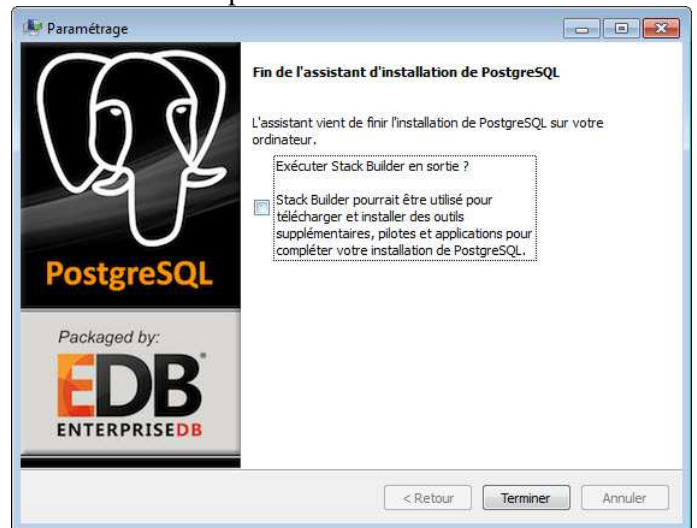 Paramétrage
Fin de l'assistant d'installation de PostgreSQL
L'assistant vient de finir l'installation de PostgreSQL sur votre
ordinateur.
Exécuter Stack Builder en sortie ?
Stack Builder pourrait être utilisé pour
télécharger et installer des outils
supplémentaires, pilotes et applications pour
compléter votre installation de PostgreSQL.
PostgreSQL
Packaged by:
EDB
ENTERPRISEDB
< Retour
Terminer
Annuler